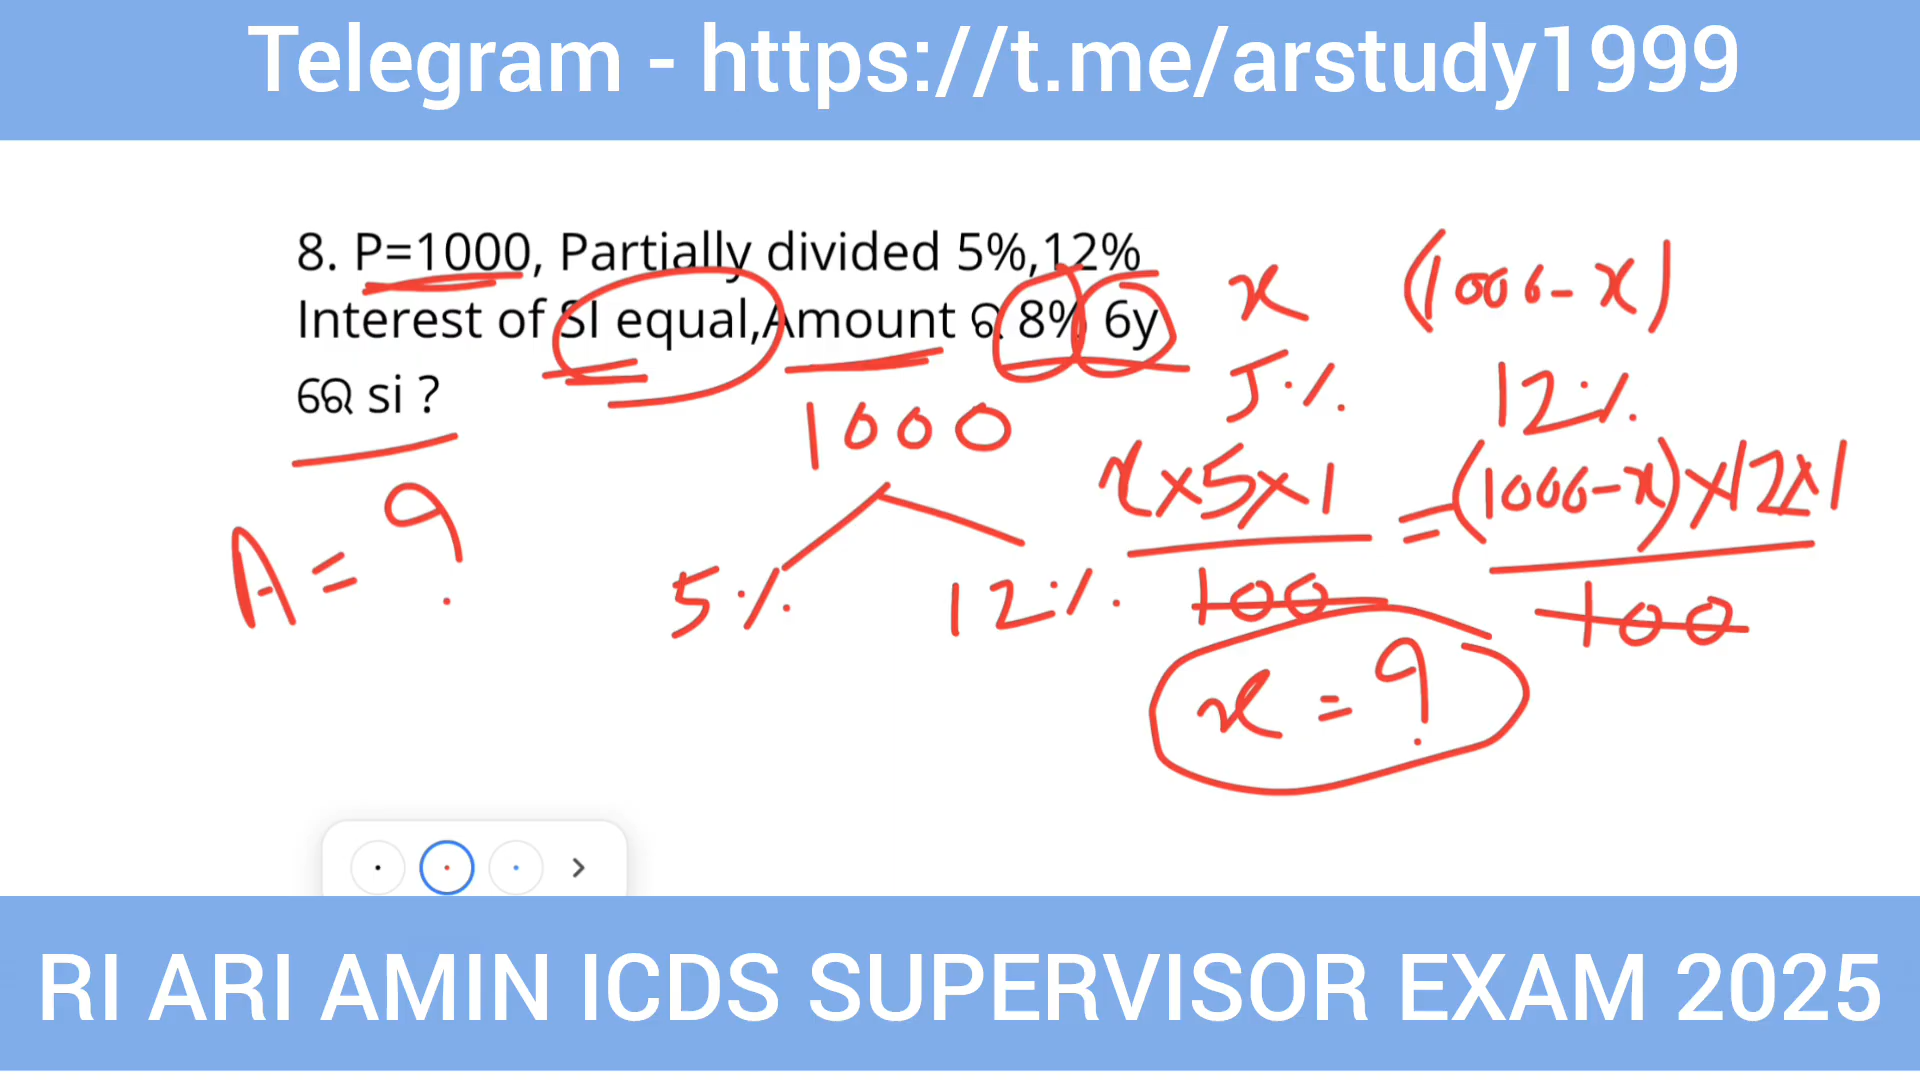 Telegram - https://t.me/arstudy1999
8. P=1000, Partially divided 5%,12%
Interest of SI equal,Amount ର 8% 6y
ରେ si ?
x (1000-x)
5% 12%
1000
x×5×1/100 = (1000-x)×12×1/100
A = ?
5% 12%
x = ?
RI ARI AMIN ICDS SUPERVISOR EXAM 2025